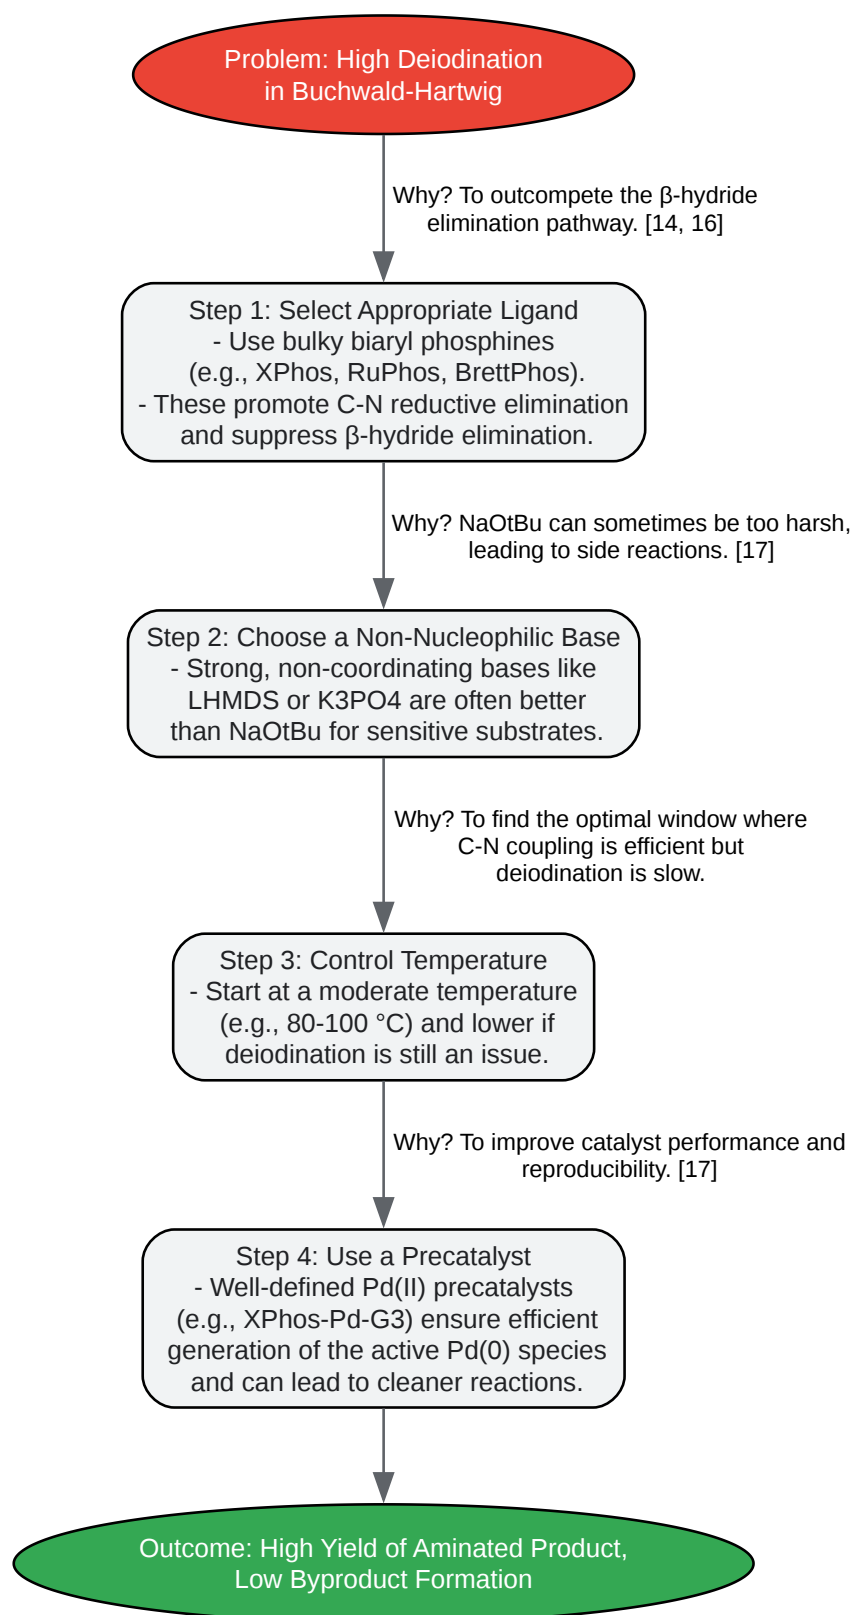 Problem: High Deiodination
in Buchwald-Hartwig
Why? To outcompete the β-hydride
elimination pathway. [14, 16]
Step 1: Select Appropriate Ligand
- Use bulky biaryl phosphines
(e.g., XPhos, RuPhos, BrettPhos).
- These promote C-N reductive elimination
and suppress β-hydride elimination.
Why? NaOtBu can sometimes be too harsh,
leading to side reactions. [17]
Step 2: Choose a Non-Nucleophilic Base
- Strong, non-coordinating bases like
LHMDS or K3PO4 are often better
than NaOtBu for sensitive substrates.
Why? To find the optimal window where
C-N coupling is efficient but
deiodination is slow.
Step 3: Control Temperature
- Start at a moderate temperature
(e.g., 80-100 °C) and lower if
deiodination is still an issue.
Why? To improve catalyst performance and
reproducibility. [17]
Step 4: Use a Precatalyst
- Well-defined Pd(II) precatalysts
(e.g., XPhos-Pd-G3) ensure efficient
generation of the active Pd(0) species
and can lead to cleaner reactions.
Outcome: High Yield of Aminated Product,
Low Byproduct Formation